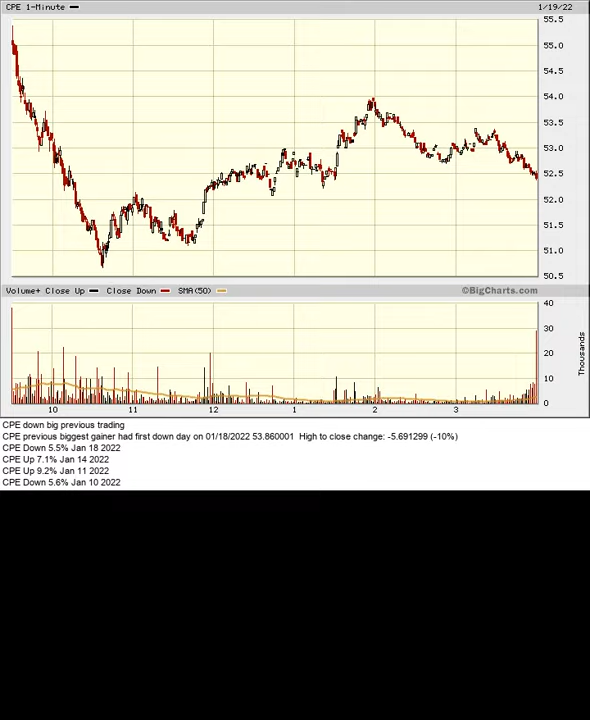 CPE 1-Minute 1/19/22
55.5
55.0
54.5
54.0
53.5
53.0
52.5
52.0
51.5
51.0
50.5
Volume+ Close Up Close Down SMA(50) ©BigCharts.com
40
30
20
10
0
Thousands
10 11 12 1 2 3
CPE down big previous trading
CPE previous biggest gainer had first down day on 01/18/2022 53.860001 High to close change: -5.691299 (-10%)
CPE Down 5.5% Jan 18 2022
CPE Up 7.1% Jan 14 2022
CPE Up 9.2% Jan 11 2022
CPE Down 5.6% Jan 10 2022